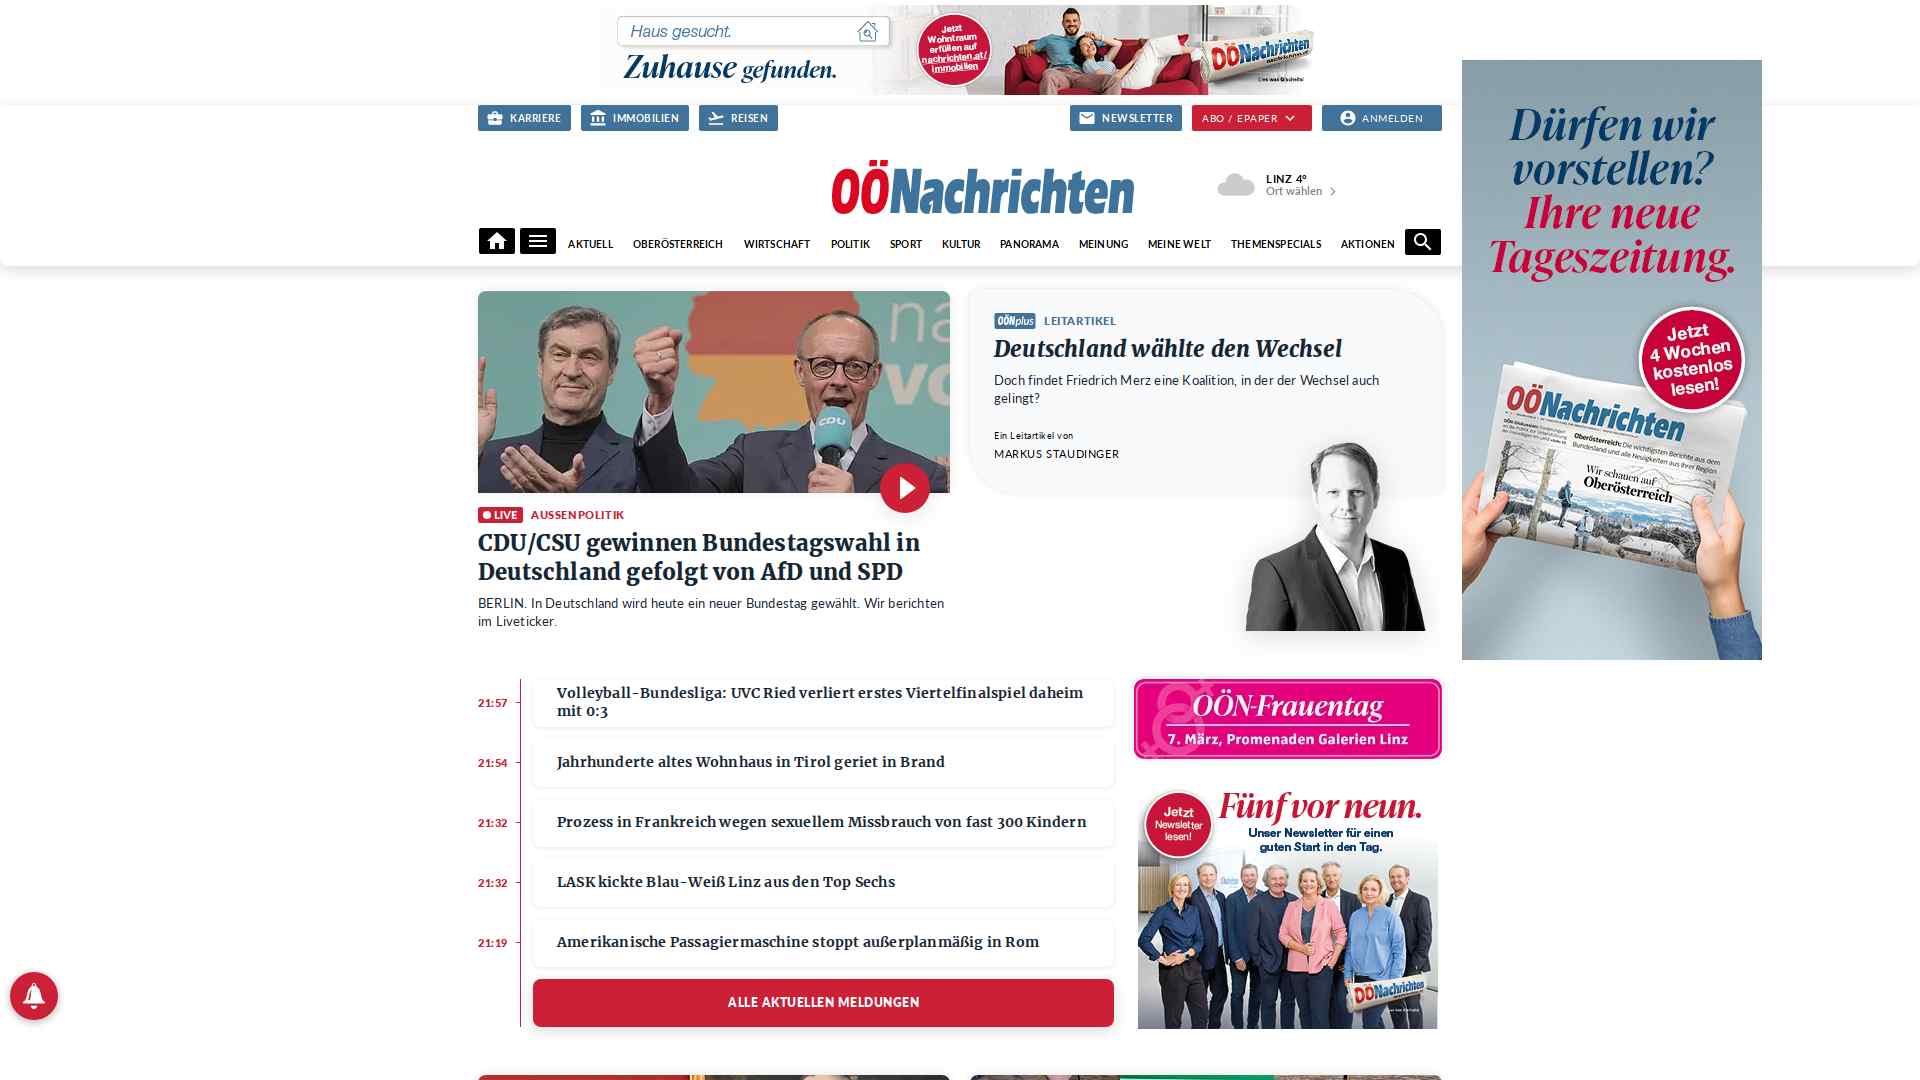 Haus gesucht.
Zuhause gefunden.
Jetzt
Wohntraum
erfüllen auf
nachrichten.at/
immobilien
OÖNachrichten
KARRIERE
IMMOBILIEN
REISEN
NEWSLETTER
ABO / EPAPER
ANMELDEN
OÖNachrichten
LINZ 4°
Ort wählen
AKTUELL
OBERÖSTERREICH
WIRTSCHAFT
POLITIK
SPORT
KULTUR
PANORAMA
MEINUNG
MEINE WELT
THEMENSPECIALS
AKTIONEN
Dürfen wir
vorstellen?
Ihre neue
Tageszeitung.
Jetzt
4 Wochen
kostenlos
lesen!
OÖNachrichten
Wir schauen auf
Oberösterreich
na
vo
CDU
LIVE AUSSENPOLITIK
CDU/CSU gewinnen Bundestagswahl in
Deutschland gefolgt von AfD und SPD
BERLIN. In Deutschland wird heute ein neuer Bundestag gewählt. Wir berichten
im Liveticker.
OÖNplus LEITARTIKEL
Deutschland wählte den Wechsel
Doch findet Friedrich Merz eine Koalition, in der der Wechsel auch
gelingt?
Ein Leitartikel von
MARKUS STAUDINGER
21:57
Volleyball-Bundesliga: UVC Ried verliert erstes Viertelfinalspiel daheim
mit 0:3
21:54
Jahrhunderte altes Wohnhaus in Tirol geriet in Brand
21:32
Prozess in Frankreich wegen sexuellem Missbrauch von fast 300 Kindern
21:32
LASK kickte Blau-Weiß Linz aus den Top Sechs
21:19
Amerikanische Passagiermaschine stoppt außerplanmäßig in Rom
ALLE AKTUELLEN MELDUNGEN
OÖN-Frauentag
7. März, Promenaden Galerien Linz
Jetzt
Newsletter
lesen!
Fünf vor neun.
Unser Newsletter für einen
guten Start in den Tag.
OÖNachrichten